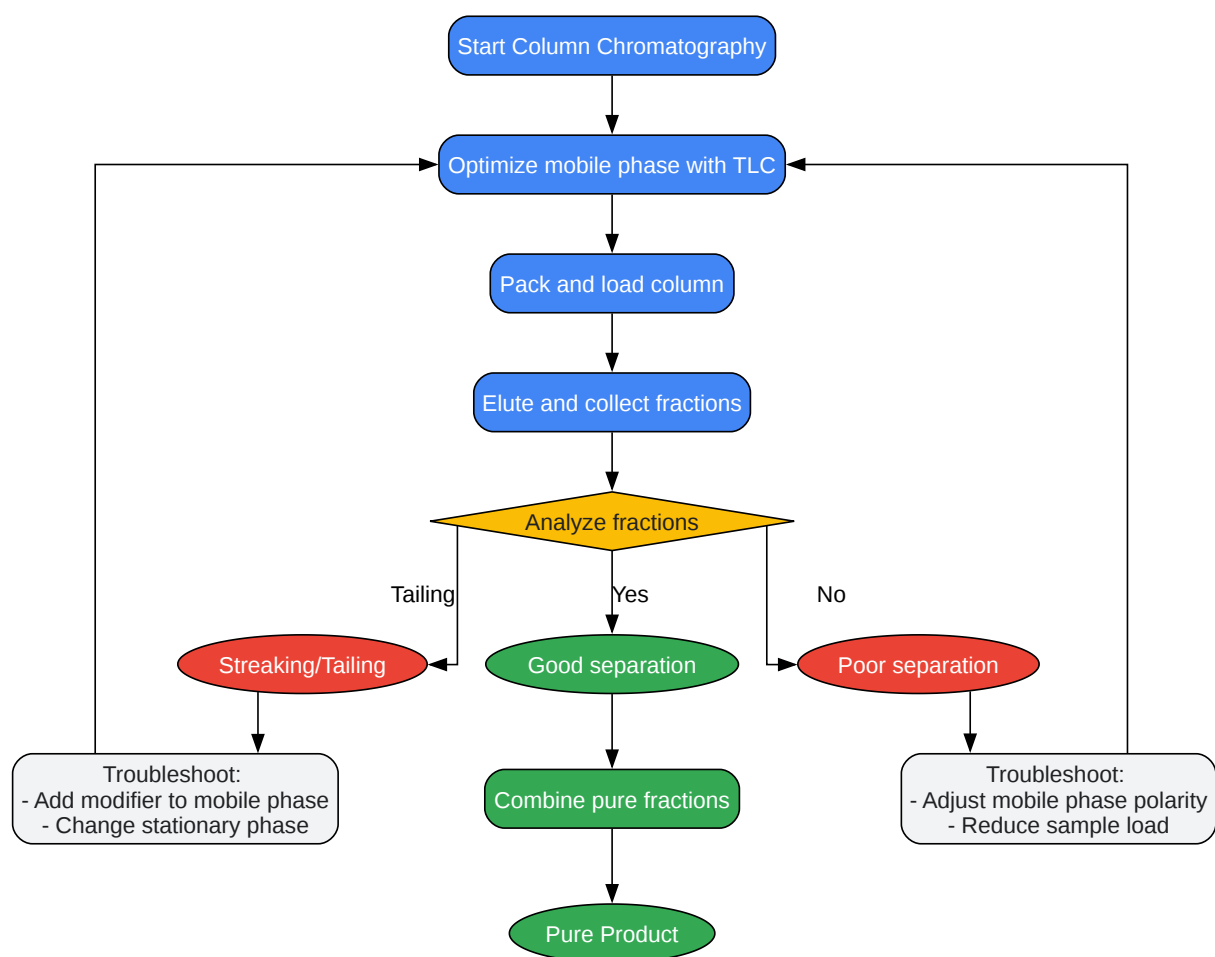 Start Column Chromatography
Optimize mobile phase with TLC
Pack and load column
Elute and collect fractions
Analyze fractions
Tailing
Yes
No
Streaking/Tailing
Good separation
Poor separation
Troubleshoot:
- Add modifier to mobile phase
- Change stationary phase
Combine pure fractions
Troubleshoot:
- Adjust mobile phase polarity
- Reduce sample load
Pure Product